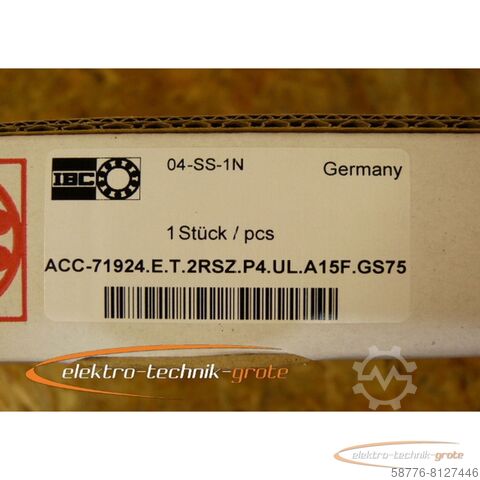 IBC
04-SS-1N
Germany
1 Stück / pcs
ACC-71924.E.T.2RSZ.P4.UL.A15F.GS75
elektro-technik-grote
elektro-technik-grote
58776-8127446